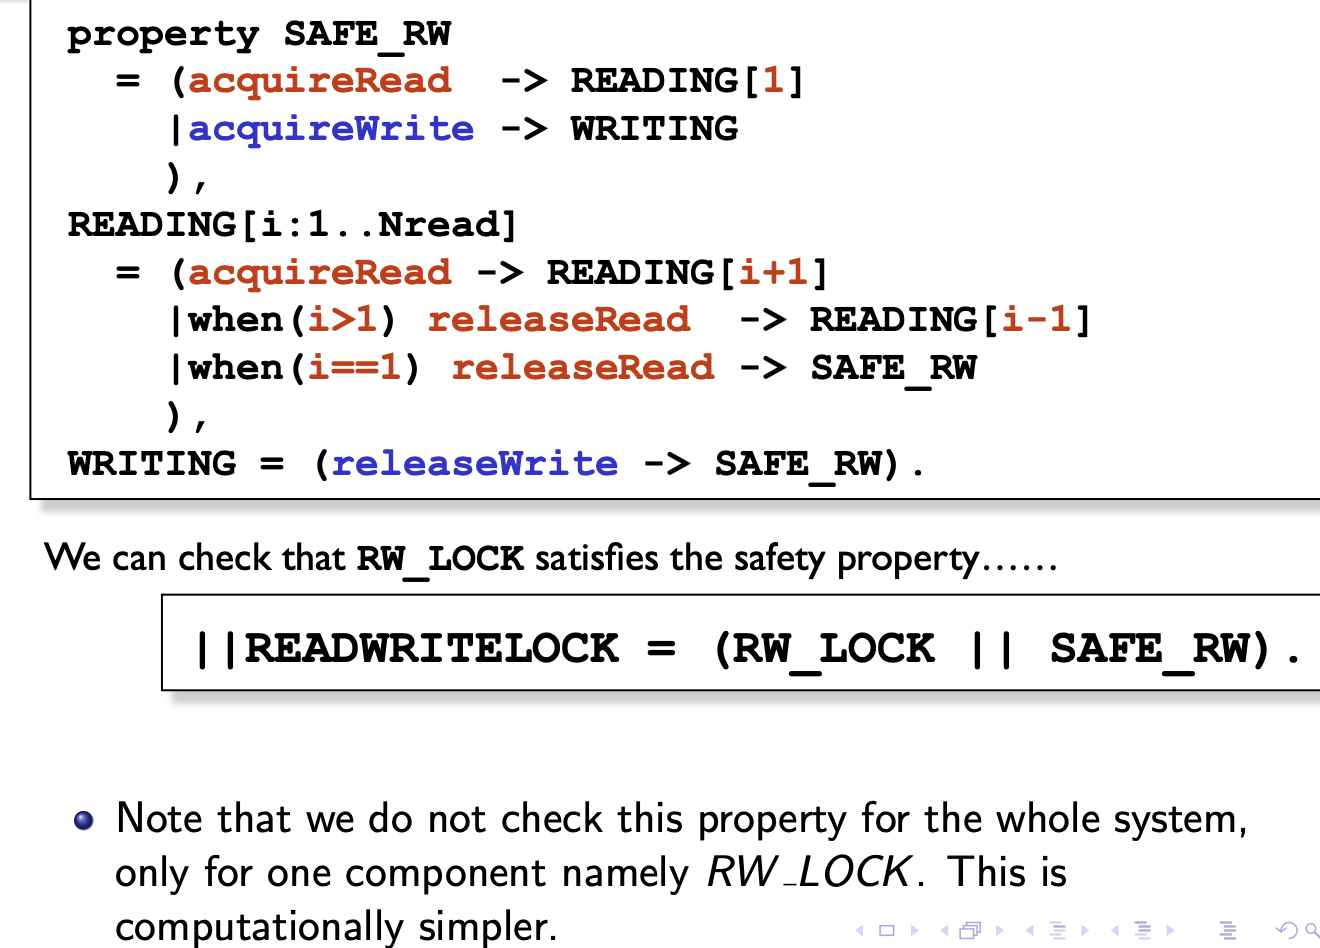 property SAFE_RW
= (acquireRead -> READING[1]
|acquireWrite -> WRITING
),
READING[i:1..Nread]
= (acquireRead -> READING[i+1]
|when(i>1) releaseRead -> READING[i-1]
|when(i==1) releaseRead -> SAFE_RW
),
WRITING = (releaseWrite -> SAFE_RW).
We can check that RW_LOCK satisfies the safety property......
||READWRITELOCK = (RW_LOCK || SAFE_RW).
Note that we do not check this property for the whole system,
only for one component namely RW_LOCK. This is
computationally simpler.